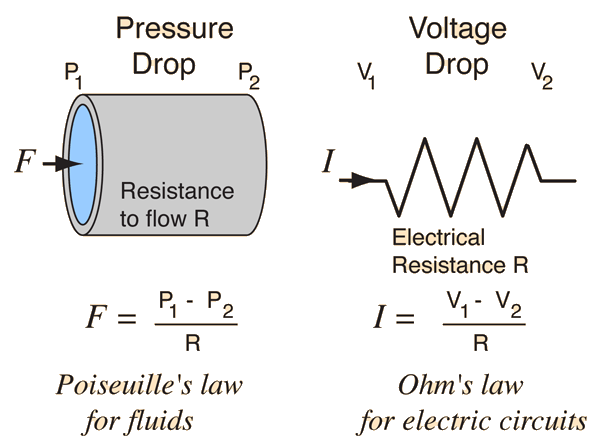 Pressure
Drop
P1
P2
F
Resistance
to flow R
F = P1 - P2 / R
Poiseuille's law
for fluids
Voltage
Drop
V1
V2
I
Electrical
Resistance R
I = V1 - V2 / R
Ohm's law
for electric circuits